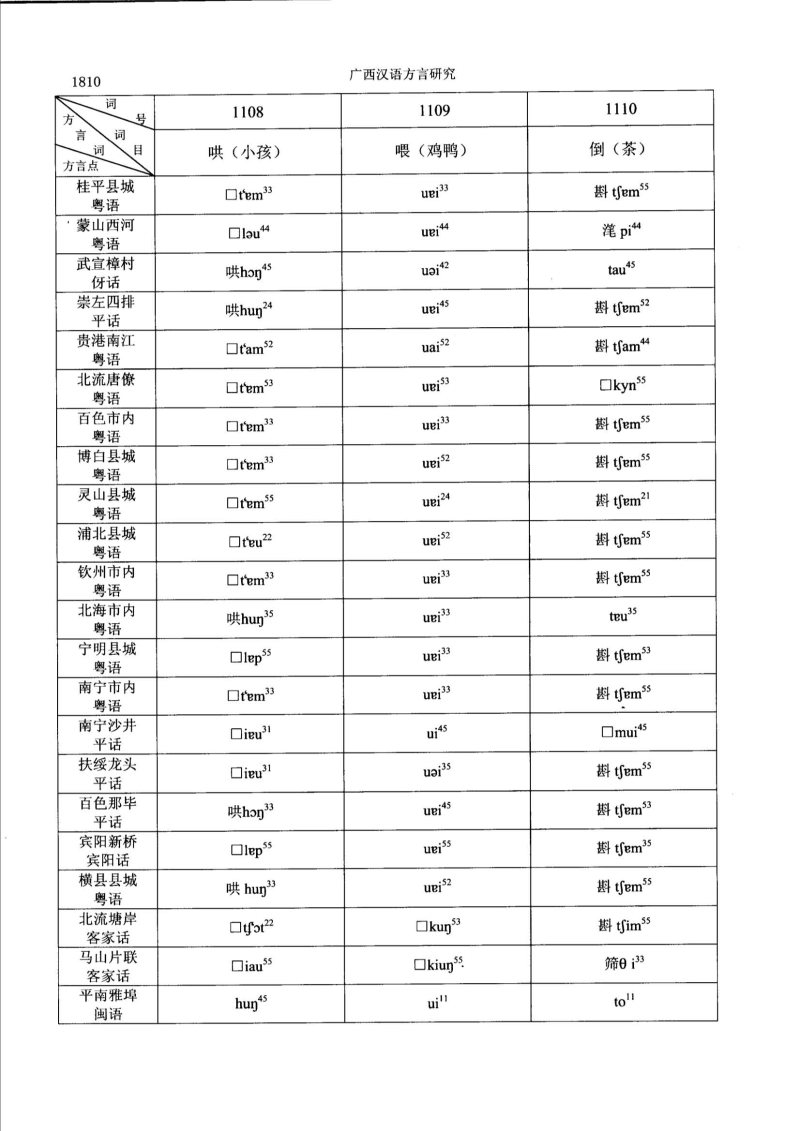 1810
广西汉语方言研究
词 号
方 言 词 词 目
方言点
1108 1109 1110
哄（小孩） 喂（鸡鸭） 倒（茶）
桂平县城
粤语
□tʻɐm³³ uɐi³³ 斟 tʃɐm⁵⁵
蒙山西河
粤语
□ləu⁴⁴ uɐi⁴⁴ 滗 pi⁴⁴
武宣樟村
伢话
哄hɔŋ⁴⁵ uəi⁴² tau⁴⁵
崇左四排
平话
哄huŋ²⁴ uɐi⁴⁵ 斟 tʃɐm⁵²
贵港南江
粤语
□tʻam⁵² uai⁵² 斟 tʃam⁴⁴
北流唐僚
粤语
□tʻɐm⁵³ uɐi⁵³ □kyn⁵⁵
百色市内
粤语
□tʻɐm³³ uɐi³³ 斟 tʃɐm⁵⁵
博白县城
粤语
□tʻɐm³³ uɐi⁵² 斟 tʃɐm⁵⁵
灵山县城
粤语
□tʻɐm⁵⁵ uɐi²⁴ 斟 tʃɐm²¹
浦北县城
粤语
□tʻɐu²² uɐi⁵² 斟 tʃɐm⁵⁵
钦州市内
粤语
□tʻɐm³³ uɐi³³ 斟 tʃɐm⁵⁵
北海市内
粤语
哄huŋ³⁵ uɐi³³ tɐu³⁵
宁明县城
粤语
□lɐp⁵⁵ uɐi³³ 斟 tʃɐm⁵³
南宁市内
粤语
□tʻɐm³³ uɐi³³ 斟 tʃɐm⁵⁵
南宁沙井
平话
□iɐu³¹ ui⁴⁵ □mui⁴⁵
扶绥龙头
平话
□iɐu³¹ uəi³⁵ 斟 tʃɐm⁵⁵
百色那毕
平话
哄hɔŋ³³ uɐi⁴⁵ 斟 tʃɐm⁵³
宾阳新桥
宾阳话
□lɐp⁵⁵ uɐi⁵⁵ 斟 tʃɐm³⁵
横县县城
粤语
哄 huŋ³³ uɐi⁵² 斟 tʃɐm⁵⁵
北流塘岸
客家话
□tʃʻɔt²² □kuŋ⁵³ 斟 tʃim⁵⁵
马山片联
客家话
□iau⁵⁵ □kiuŋ⁵⁵ 筛θ i³³
平南雅埠
闽语
huŋ⁴⁵ ui¹¹ to¹¹